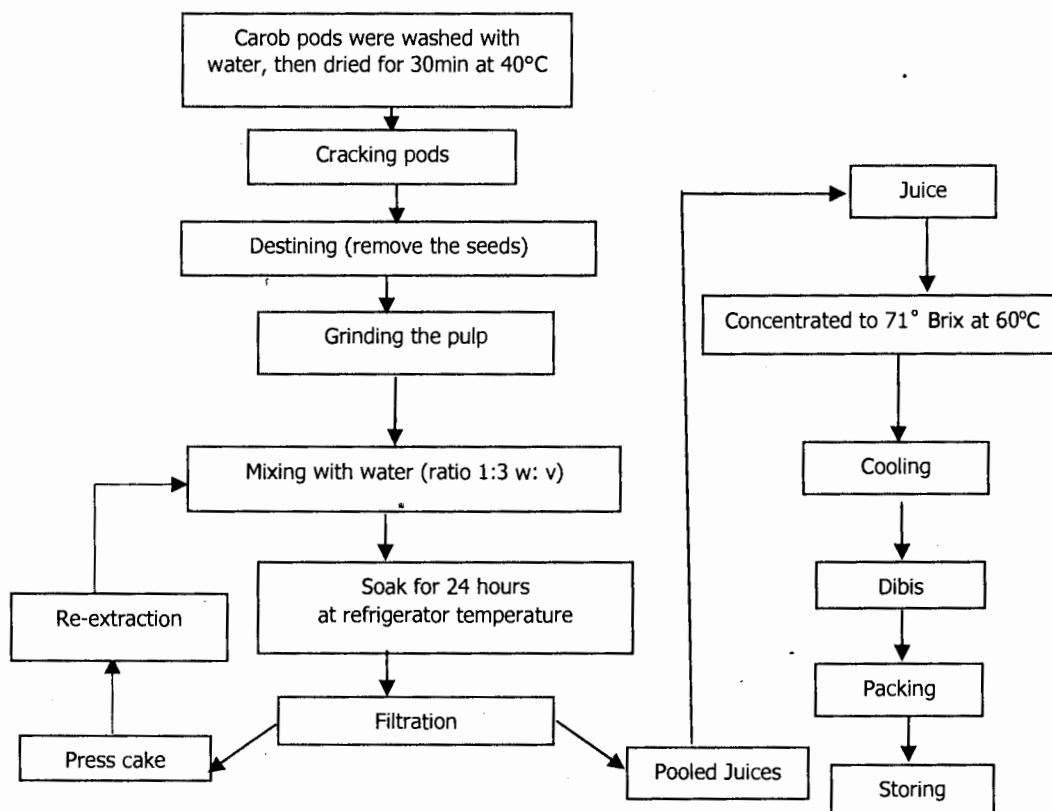 Carob pods were washed with
water, then dried for 30min at 40°C
Cracking pods
Destining (remove the seeds)
Grinding the pulp
Mixing with water (ratio 1:3 w: v)
Soak for 24 hours
at refrigerator temperature
Re-extraction
Filtration
Press cake
Pooled Juices
Juice
Concentrated to 71° Brix at 60°C
Cooling
Dibis
Packing
Storing